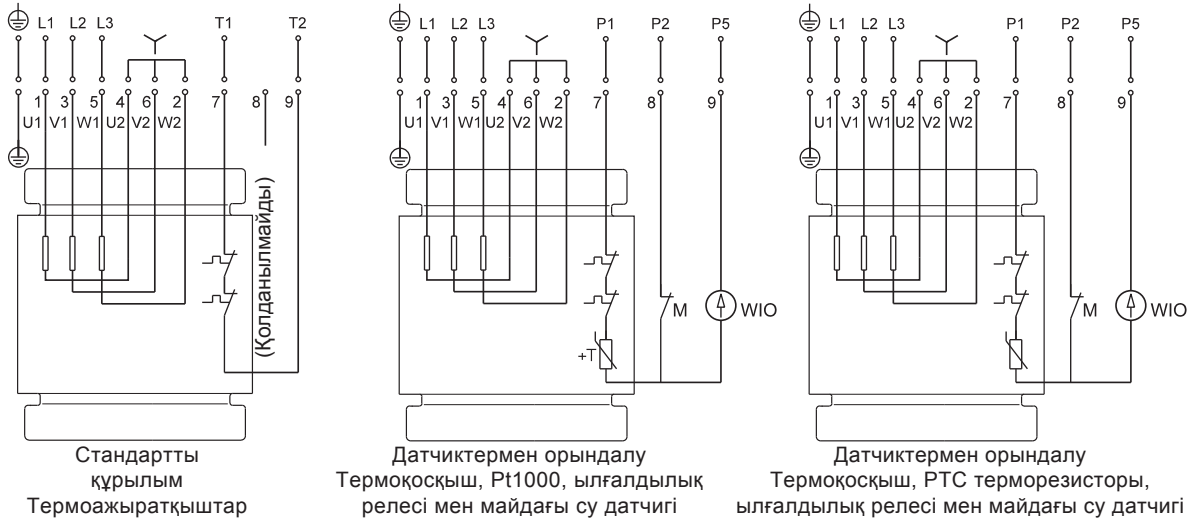 L1 L2 L3 T1 T2
1 3 5 4 6 2 7 8 9
U1 V1 W1 U2 V2 W2
(Қолданылмайды)
Стандартты
құрылым
Термоажыратқыштар
L1 L2 L3 P1 P2 P5
1 3 5 4 6 2 7 8 9
U1 V1 W1 U2 V2 W2
M WIO
+T
Датчиктермен орындалу
Термоқосқыш, Pt1000, ылғалдылық
релесі мен майдағы су датчигі
L1 L2 L3 P1 P2 P5
1 3 5 4 6 2 7 8 9
U1 V1 W1 U2 V2 W2
M WIO
Датчиктермен орындалу
Термоқосқыш, PTC терморезисторы,
ылғалдылық релесі мен майдағы су датчигі